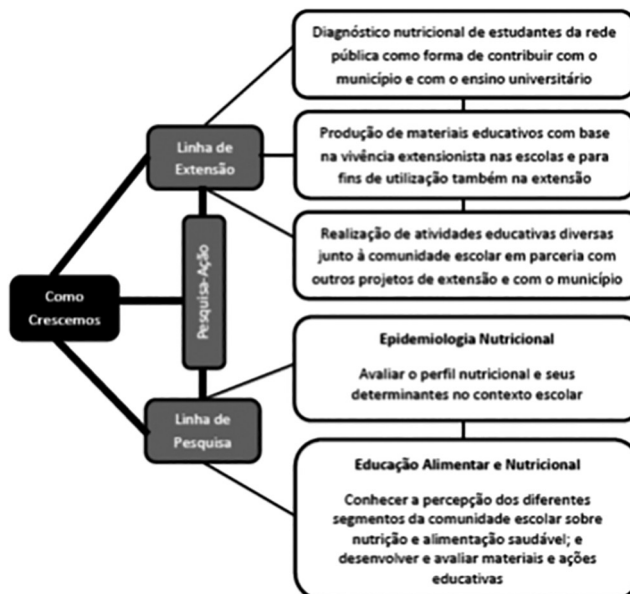 Diagnóstico nutricional de estudantes da rede
pública como forma de contribuir com o
município e com o ensino universitário
Linha de
Extensão
Produção de materiais educativos com base
na vivência extensionista nas escolas e para
fins de utilização também na extensão
Realização de atividades educativas diversas
junto à comunidade escolar em parceria com
outros projetos de extensão e com o município
Pesquisa-Ação
Como
Crescemos
Epidemiologia Nutricional
Avaliar o perfil nutricional e seus
determinantes no contexto escolar
Linha de
Pesquisa
Educação Alimentar e Nutricional
Conhecer a percepção dos diferentes
segmentos da comunidade escolar sobre
nutrição e alimentação saudável; e
desenvolver e avaliar materiais e ações
educativas